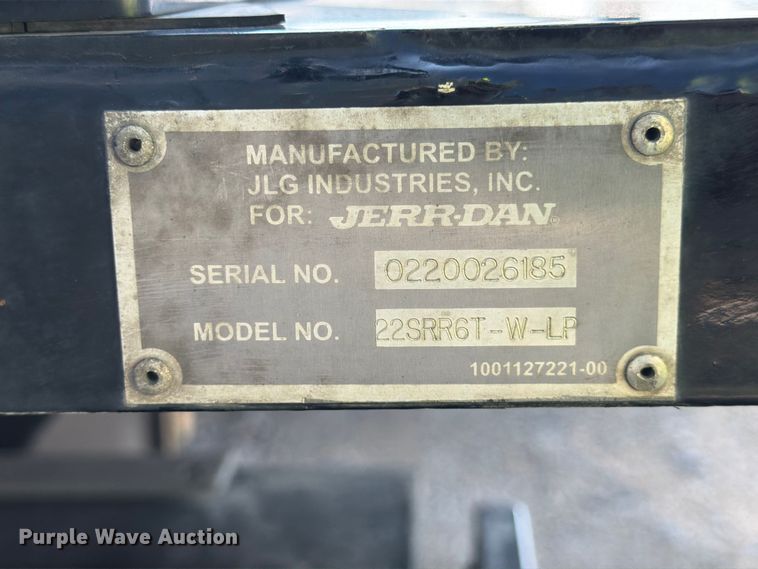 MANUFACTURED BY:
JLG INDUSTRIES, INC.
FOR: JERR-DAN
SERIAL NO. 0220026185
MODEL NO. 22SRR6T-W-LP
1001127221-00
Purple Wave Auction